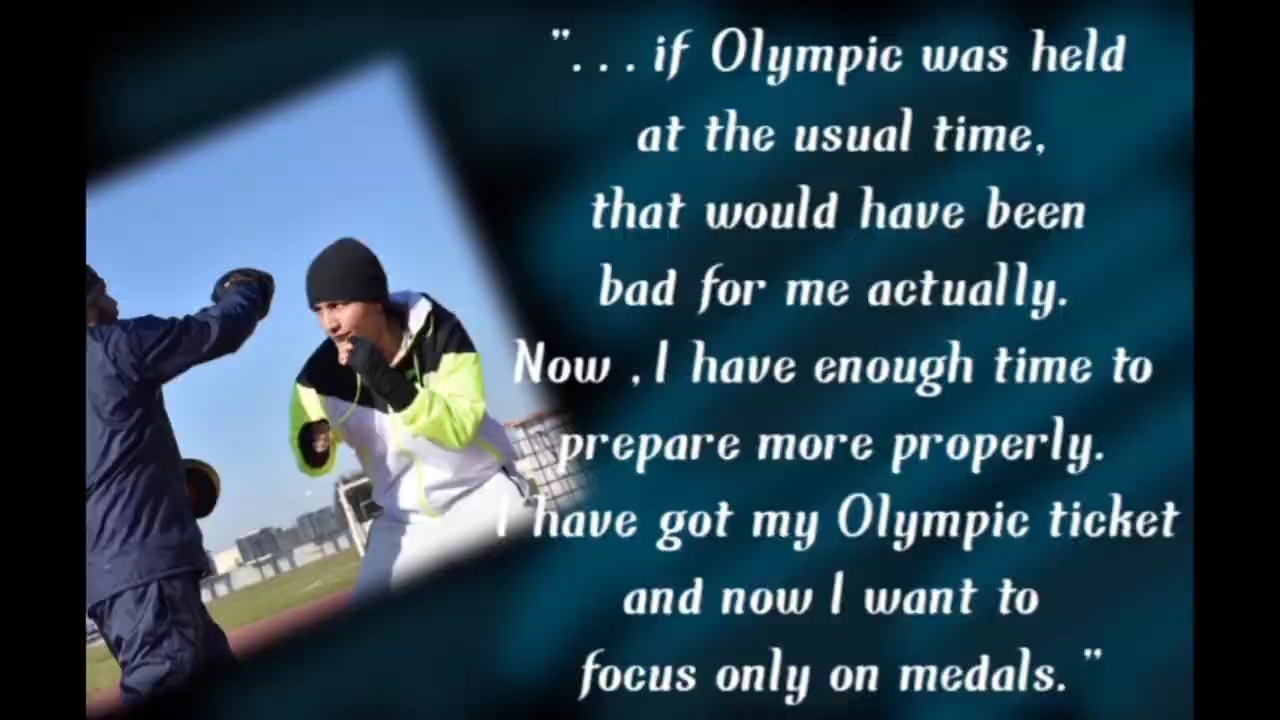 ". . . if Olympic was held
at the usual time,
that would have been
bad for me actually.
Now , I have enough time to
prepare more properly.
I have got my Olympic ticket
and now I want to
focus only on medals. "